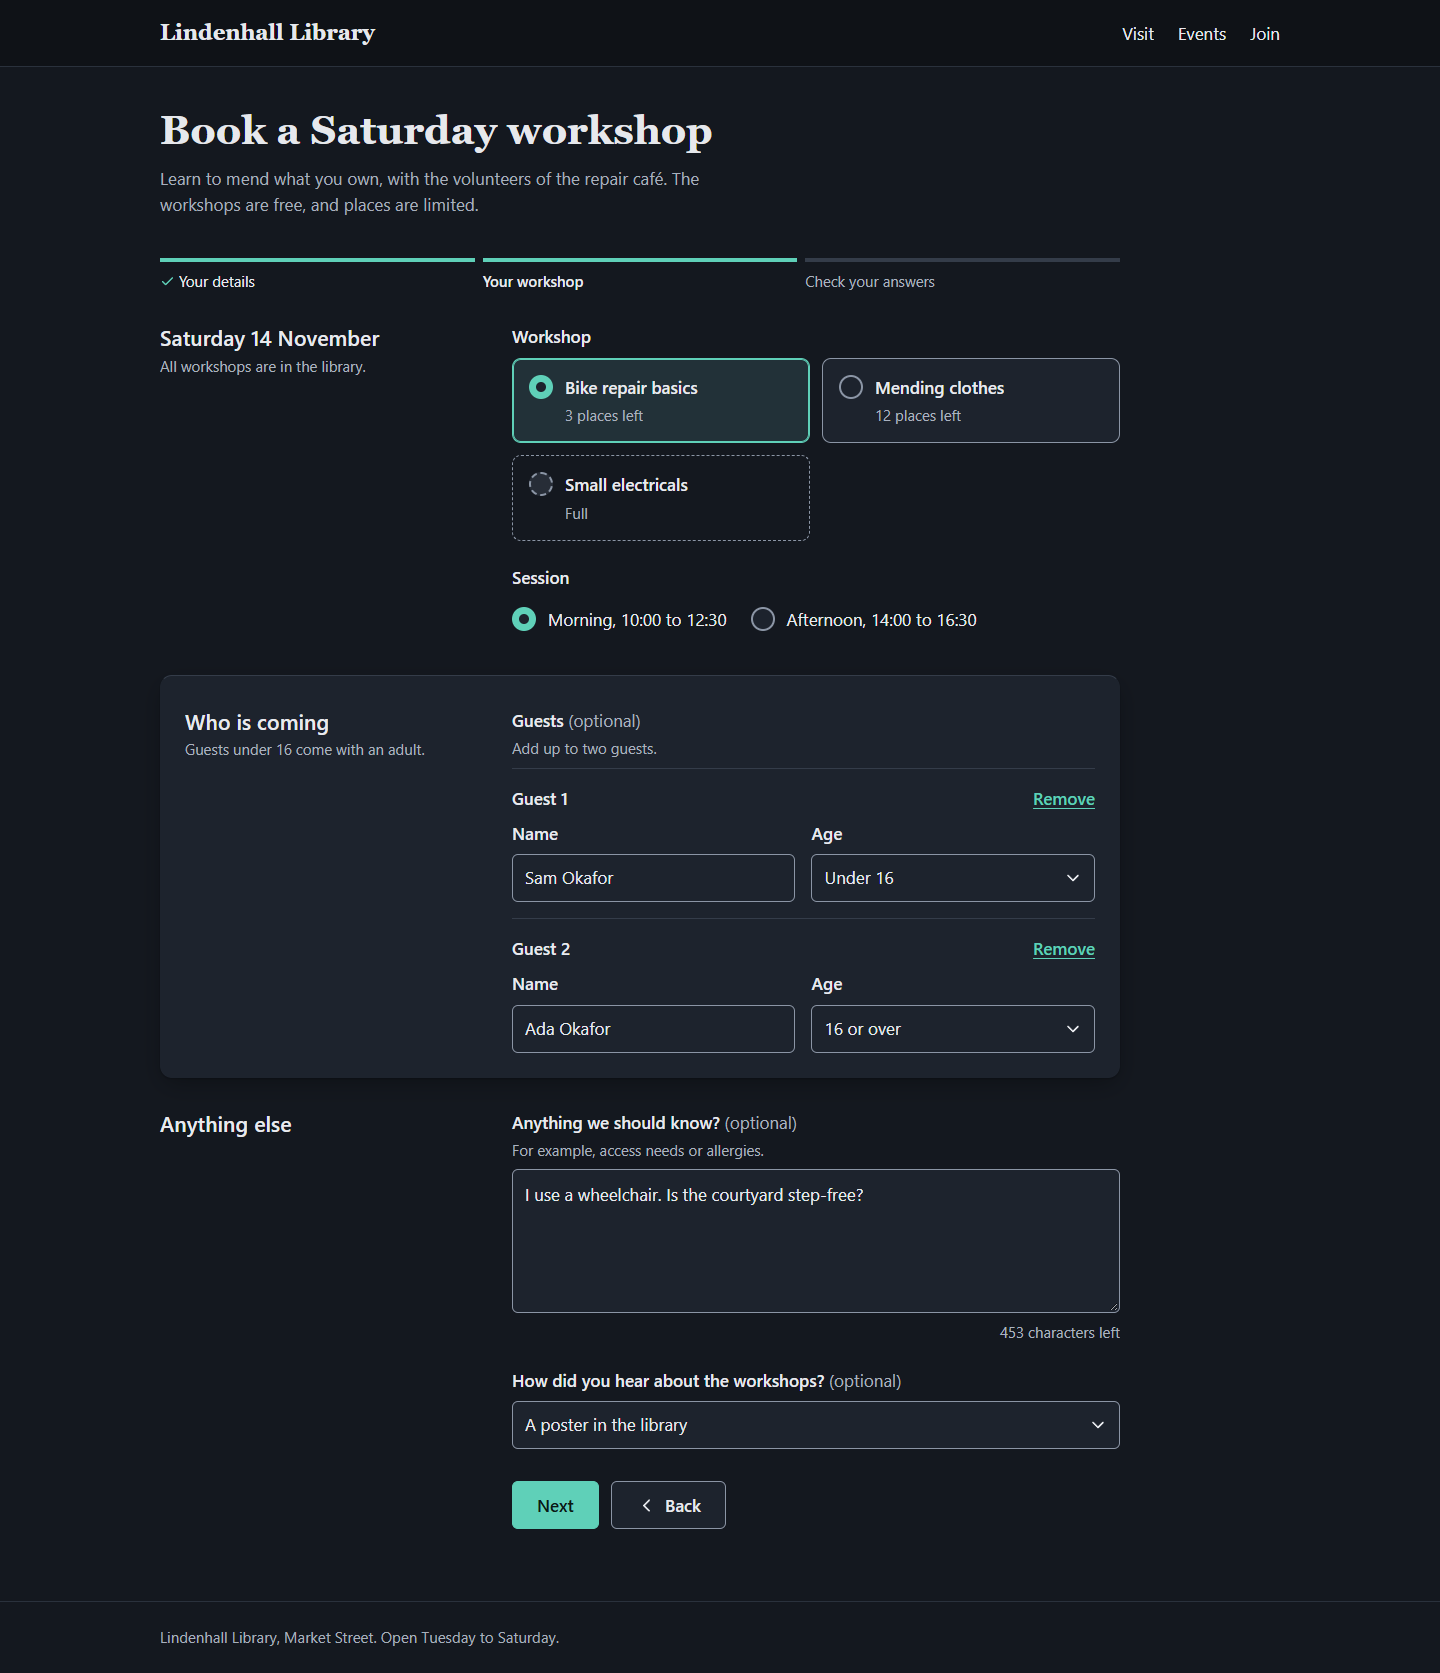 Lindenhall Library
Visit
Events
Join
Book a Saturday workshop
Learn to mend what you own, with the volunteers of the repair café. The
workshops are free, and places are limited.
Your details
Your workshop
Check your answers
Saturday 14 November
All workshops are in the library.
Workshop
Bike repair basics
3 places left
Mending clothes
12 places left
Small electricals
Full
Session
Morning, 10:00 to 12:30
Afternoon, 14:00 to 16:30
Who is coming
Guests under 16 come with an adult.
Guests (optional)
Add up to two guests.
Guest 1
Remove
Name
Age
Sam Okafor
Under 16
Guest 2
Remove
Name
Age
Ada Okafor
16 or over
Anything else
Anything we should know? (optional)
For example, access needs or allergies.
I use a wheelchair. Is the courtyard step-free?
453 characters left
How did you hear about the workshops? (optional)
A poster in the library
Next
Back
Lindenhall Library, Market Street. Open Tuesday to Saturday.